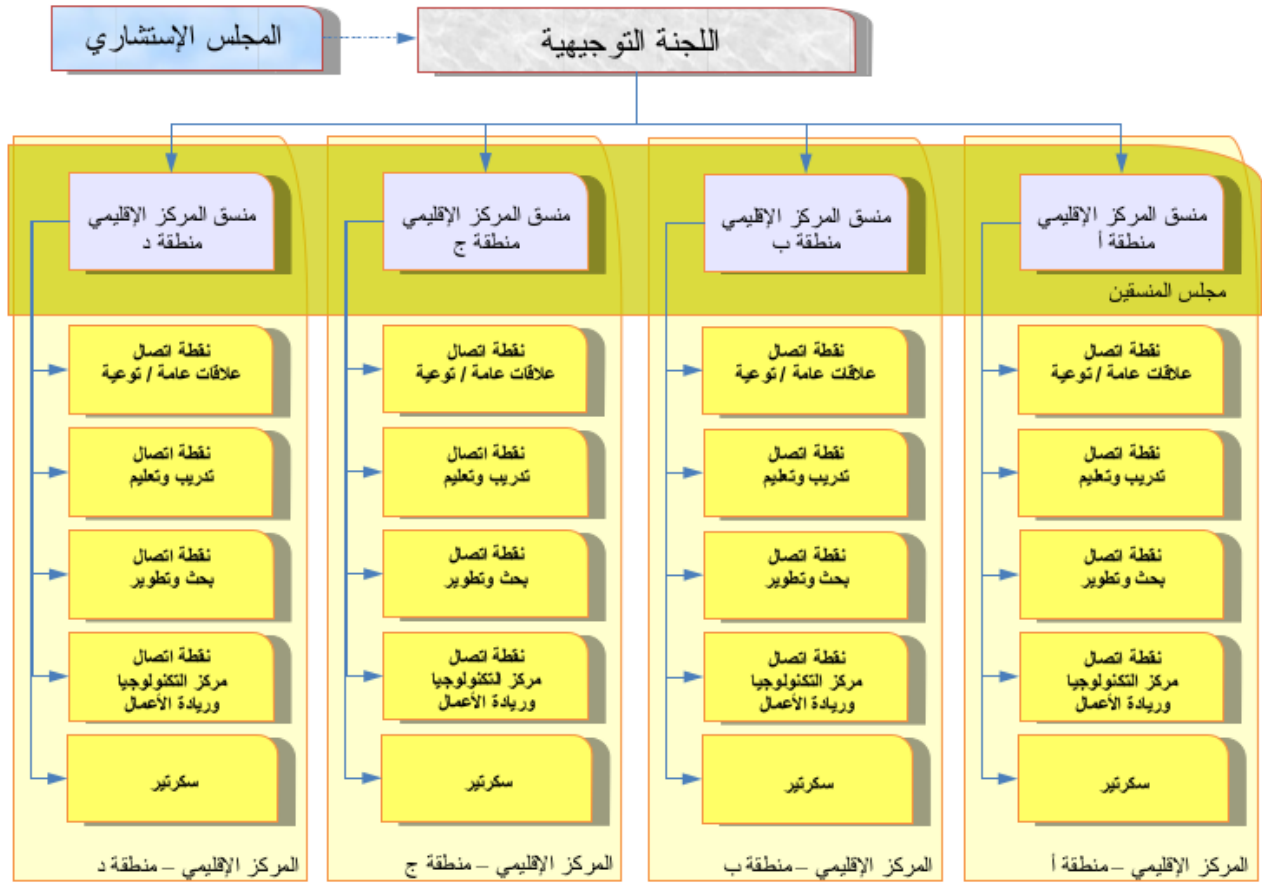 اللجنة التوجيهية
المجلس الإستشاري
منسق المركز الإقليمي
منطقة أ
منسق المركز الإقليمي
منطقة ب
منسق المركز الإقليمي
منطقة ج
منسق المركز الإقليمي
منطقة د
مجلس المنسقين
نقطة اتصال
علاقات عامة / توعية
نقطة اتصال
تدريب وتعليم
نقطة اتصال
بحث وتطوير
نقطة اتصال
مركز التكنولوجيا
وريادة الأعمال
سكرتير
المركز الإقليمي – منطقة أ
نقطة اتصال
علاقات عامة / توعية
نقطة اتصال
تدريب وتعليم
نقطة اتصال
بحث وتطوير
نقطة اتصال
مركز التكنولوجيا
وريادة الأعمال
سكرتير
المركز الإقليمي – منطقة ب
نقطة اتصال
علاقات عامة / توعية
نقطة اتصال
تدريب وتعليم
نقطة اتصال
بحث وتطوير
نقطة اتصال
مركز التكنولوجيا
وريادة الأعمال
سكرتير
المركز الإقليمي – منطقة ج
نقطة اتصال
علاقات عامة / توعية
نقطة اتصال
تدريب وتعليم
نقطة اتصال
بحث وتطوير
نقطة اتصال
مركز التكنولوجيا
وريادة الأعمال
سكرتير
المركز الإقليمي – منطقة د